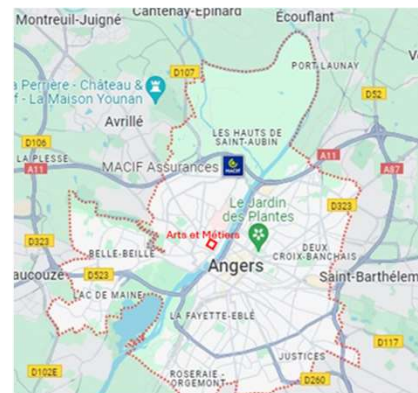 Cantenay-Épinard
Montreuil-Juigné
Écouflant
PORT LAUNAY
D107
D52
a Perrière - Château &
f - La Maison Younan
Avrillé
LES HAUTS DE
SAINT-AUBIN
D106
LA PLESSE
MACIF Assurances
MACIF
A11
A11
A87
Le Jardin
des Plantes
D323
Arts et Métiers
D323
BELLE-BEILLE
DEUX
CROIX-BANCHAIS
Angers
aucouze
D523
Saint-Barthélem
LAC DE MAINE
LA FAYETTE-EBLÉ
D117
JUSTICES
D102E
ROSERAIE -
ORGEMONT
D260